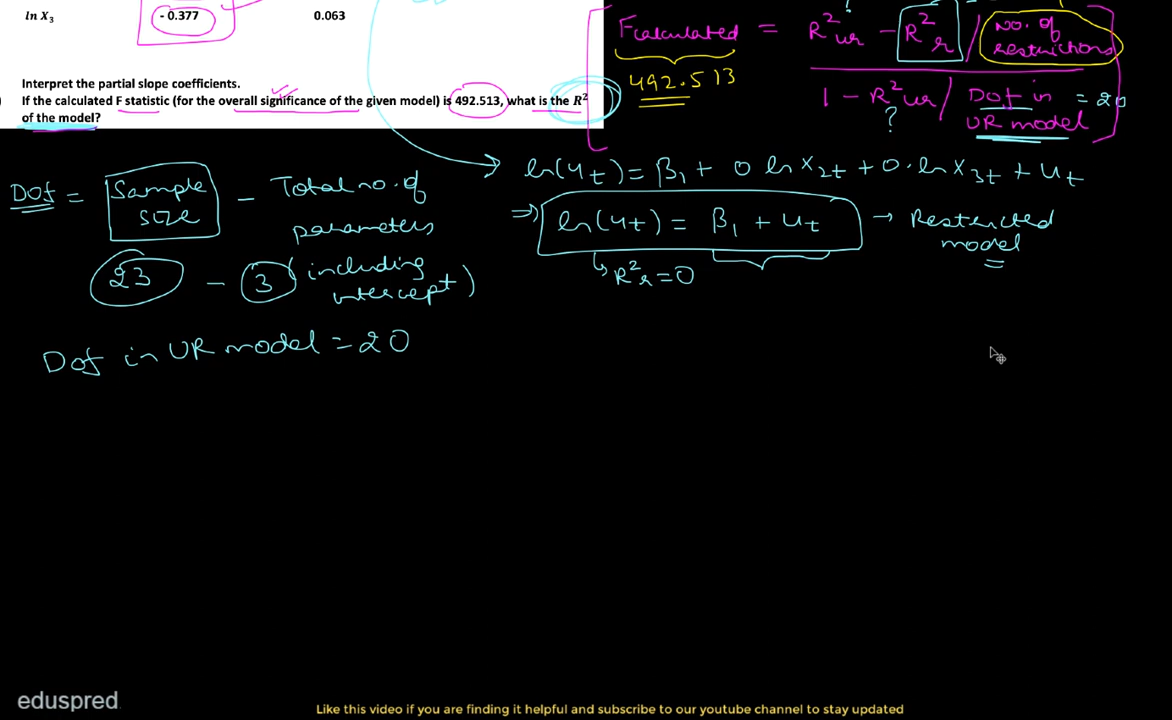 ln X3 - 0.377 0.063
Interpret the partial slope coefficients.
If the calculated F statistic (for the overall significance of the given model) is 492.513, what is the R²
of the model?
Fcalculated = R²ur - R²r / No. of restrictions
492.513
1 - R²ur / Dof in UR model = 20
?
ln(yt) = β1 + 0 ln X2t + 0. ln X3t + ut
⇒ ln(yt) = β1 + ut → Restricted model
↳ R²r = 0
Dof = Sample size - Total no. of parameters
23 - 3 (including intercept)
Dof in UR model = 20
eduspred
Like this video if you are finding it helpful and subscribe to our youtube channel to stay updated